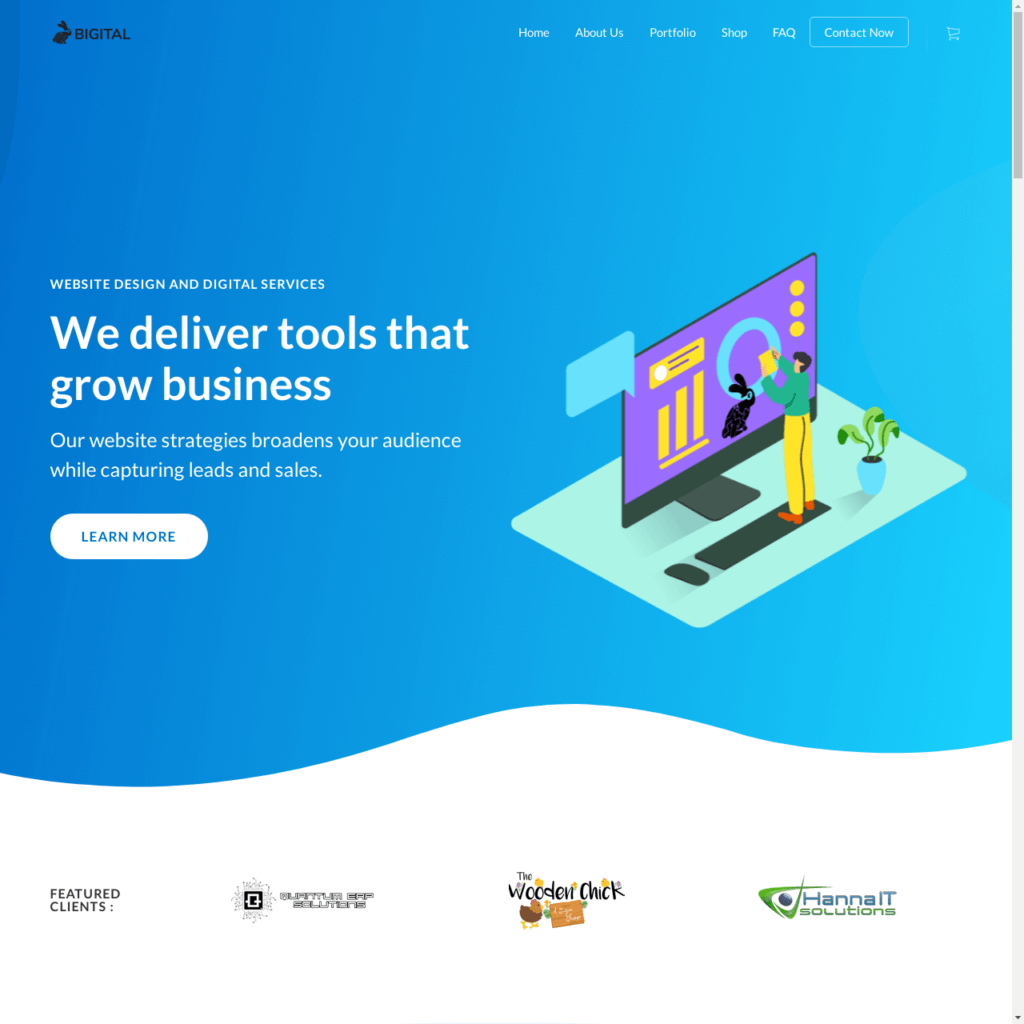 BIGITAL
Home
About Us
Portfolio
Shop
FAQ
Contact Now
WEBSITE DESIGN AND DIGITAL SERVICES
We deliver tools that
grow business
Our website strategies broadens your audience
while capturing leads and sales.
LEARN MORE
FEATURED
CLIENTS :
QUANTUM ERP
SOLUTIONS
The
Wooden Chick
HannaIT
solutions